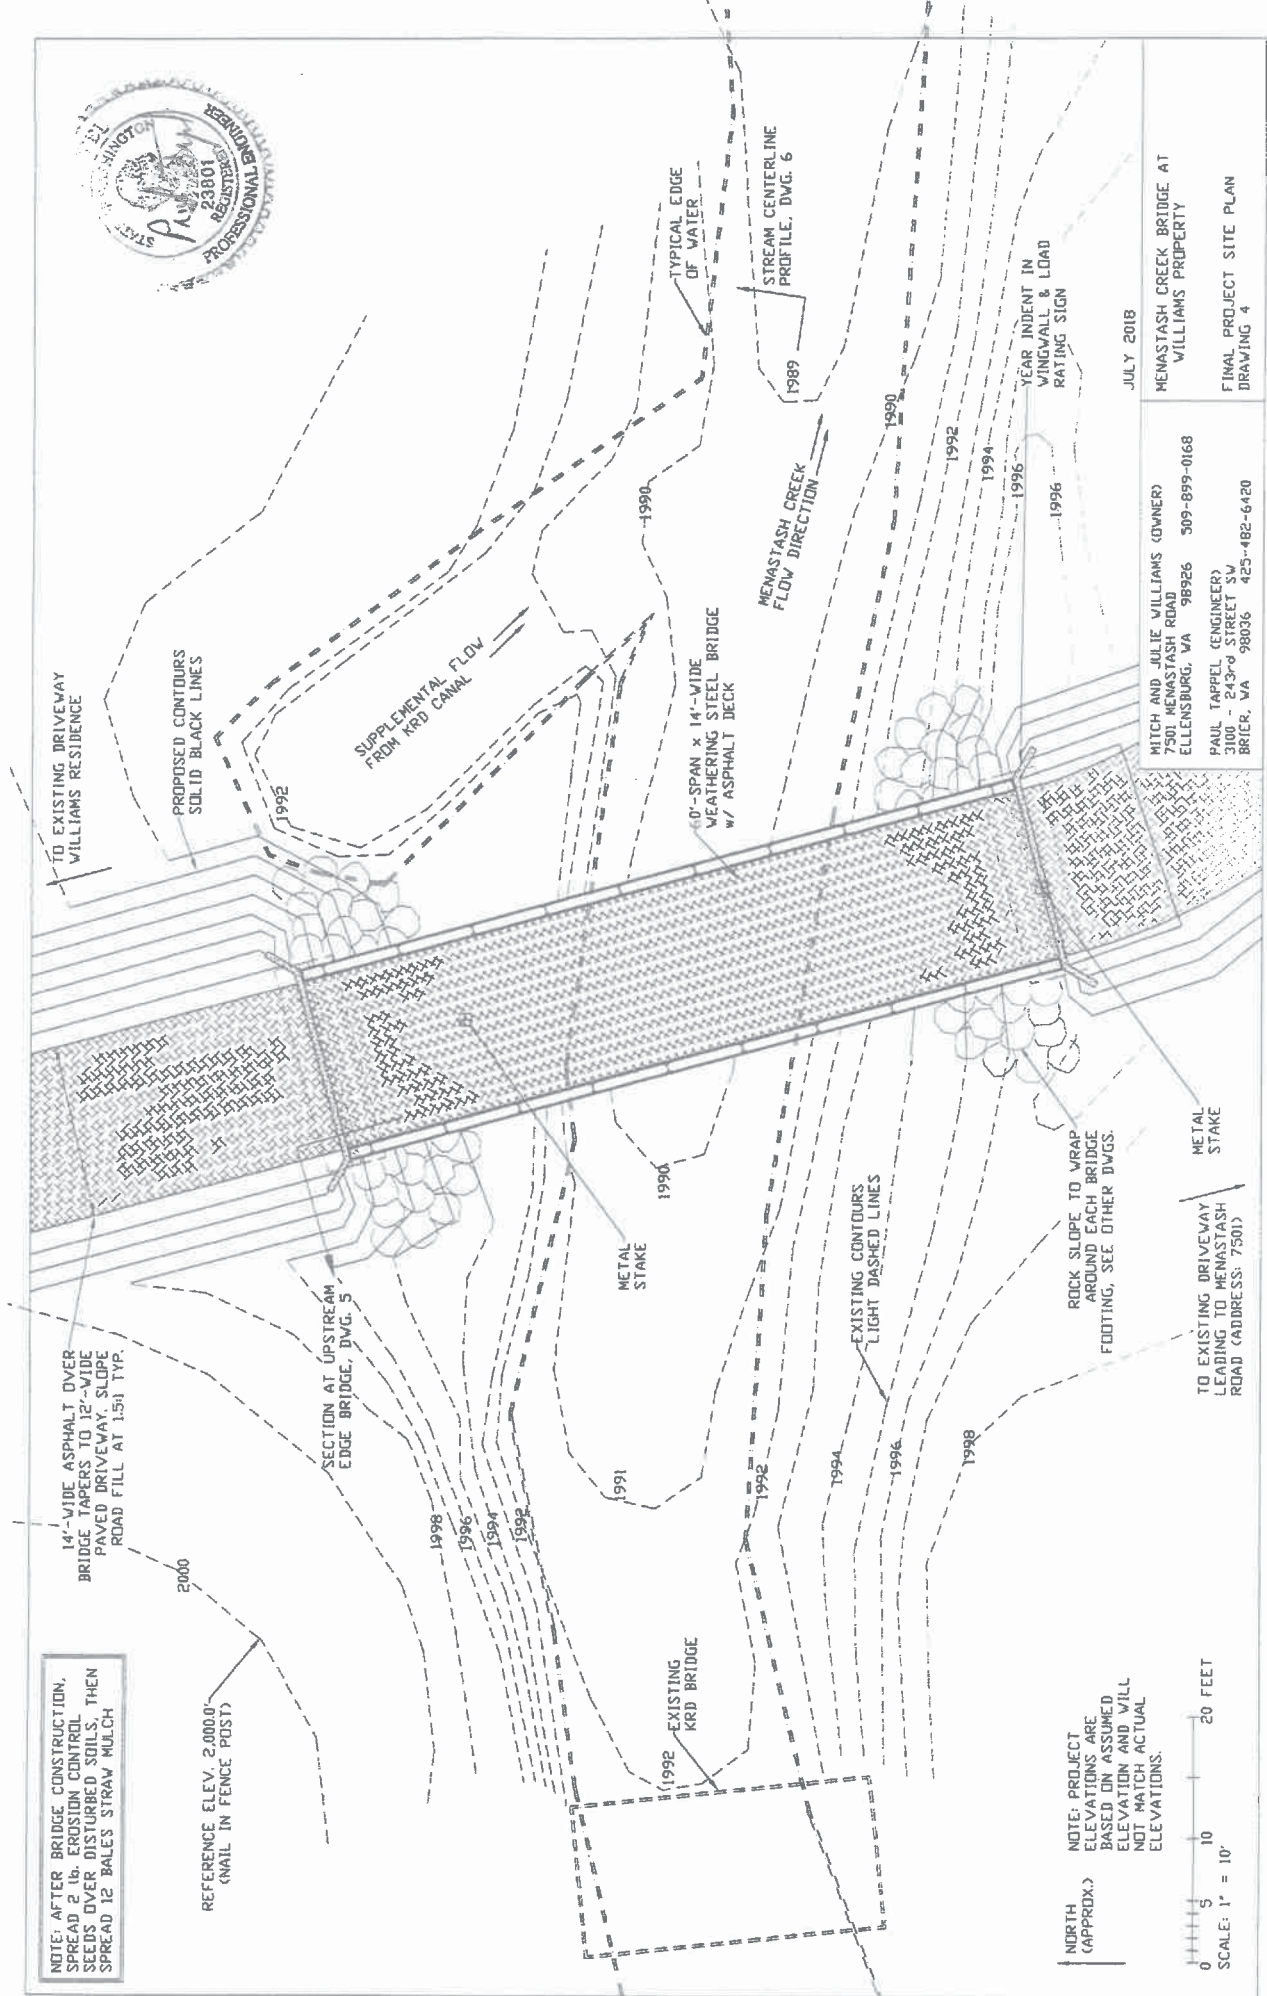 NOTE: AFTER BRIDGE CONSTRUCTION,
SPREAD 2 lb. EROSION CONTROL
SEEDS OVER DISTURBED SOILS, THEN
SPREAD 12 BALES STRAW MULCH
14'-WIDE ASPHALT OVER
BRIDGE TAPERS TO 12'-WIDE
PAVED DRIVEWAY. SLOPE
ROAD FILL AT 1.5:1 TYP.
TO EXISTING DRIVEWAY
WILLIAMS RESIDENCE
STATE
WASHINGTON
23801
REGISTERED
PROFESSIONAL ENGINEER
PROPOSED CONTOURS
SOLID BLACK LINES
2000
REFERENCE ELEV. 2,000.0'
(NAIL IN FENCE POST)
SECTION AT UPSTREAM
EDGE BRIDGE, DWG. 5
1992
SUPPLEMENTAL FLOW
FROM KRD CANAL
1998
1996
1994
1992
TYPICAL EDGE
OF WATER
STREAM CENTERLINE
PROFILE, DWG. 6
1991
METAL
STAKE
1990
1990
1989
60'-SPAN x 14'-WIDE
WEATHERING STEEL BRIDGE
w/ ASPHALT DECK
MENASTASH CREEK
FLOW DIRECTION
EXISTING
KRD BRIDGE
1992
1992
1994
1996
1998
EXISTING CONTOURS
LIGHT DASHED LINES
1990
1992
1994
1996
1996
YEAR INDENT IN
WINGWALL & LOAD
RATING SIGN
ROCK SLOPE TO WRAP
AROUND EACH BRIDGE
FOOTING, SEE OTHER DWGS.
METAL
STAKE
TO EXISTING DRIVEWAY
LEADING TO MENASTASH
ROAD (ADDRESS: 7501)
NORTH
(APPROX.)
NOTE: PROJECT
ELEVATIONS ARE
BASED ON ASSUMED
ELEVATION AND WILL
NOT MATCH ACTUAL
ELEVATIONS.
0 5 10 20 FEET
SCALE: 1" = 10'
JULY 2018
MITCH AND JULIE WILLIAMS (OWNER)
7501 MENASTASH ROAD
ELLENSBURG, WA 98926 509-899-0168
PAUL TAPPEL (ENGINEER)
3100 - 243rd STREET SW
BRIER, WA 98036 425-482-6420
MENASTASH CREEK BRIDGE AT
WILLIAMS PROPERTY
FINAL PROJECT SITE PLAN
DRAWING 4